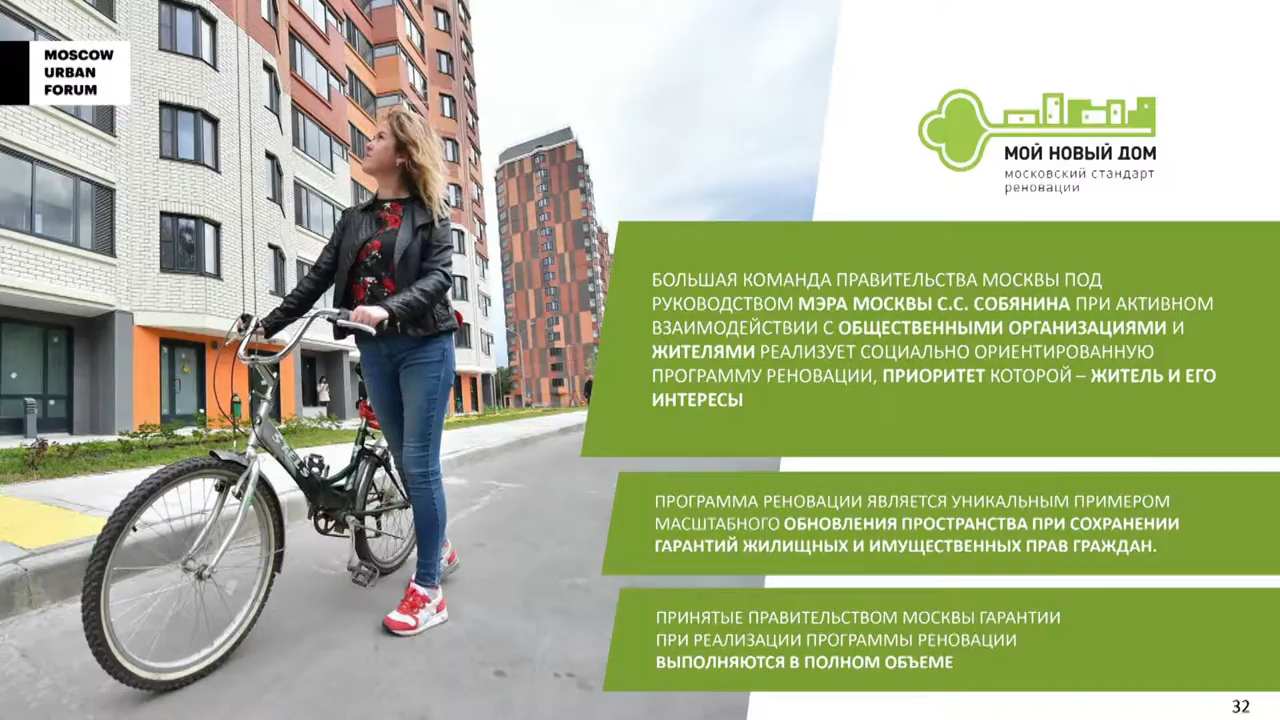 MOSCOW
URBAN
FORUM
МОЙ НОВЫЙ ДОМ
московский стандарт
реновации
БОЛЬШАЯ КОМАНДА ПРАВИТЕЛЬСТВА МОСКВЫ ПОД
РУКОВОДСТВОМ МЭРА МОСКВЫ С.С. СОБЯНИНА ПРИ АКТИВНОМ
ВЗАИМОДЕЙСТВИИ С ОБЩЕСТВЕННЫМИ ОРГАНИЗАЦИЯМИ И
ЖИТЕЛЯМИ РЕАЛИЗУЕТ СОЦИАЛЬНО ОРИЕНТИРОВАННУЮ
ПРОГРАММУ РЕНОВАЦИИ, ПРИОРИТЕТ КОТОРОЙ – ЖИТЕЛЬ И ЕГО
ИНТЕРЕСЫ
ПРОГРАММА РЕНОВАЦИИ ЯВЛЯЕТСЯ УНИКАЛЬНЫМ ПРИМЕРОМ
МАСШТАБНОГО ОБНОВЛЕНИЯ ПРОСТРАНСТВА ПРИ СОХРАНЕНИИ
ГАРАНТИЙ ЖИЛИЩНЫХ И ИМУЩЕСТВЕННЫХ ПРАВ ГРАЖДАН.
ПРИНЯТЫЕ ПРАВИТЕЛЬСТВОМ МОСКВЫ ГАРАНТИИ
ПРИ РЕАЛИЗАЦИИ ПРОГРАММЫ РЕНОВАЦИИ
ВЫПОЛНЯЮТСЯ В ПОЛНОМ ОБЪЕМЕ
STELS
32